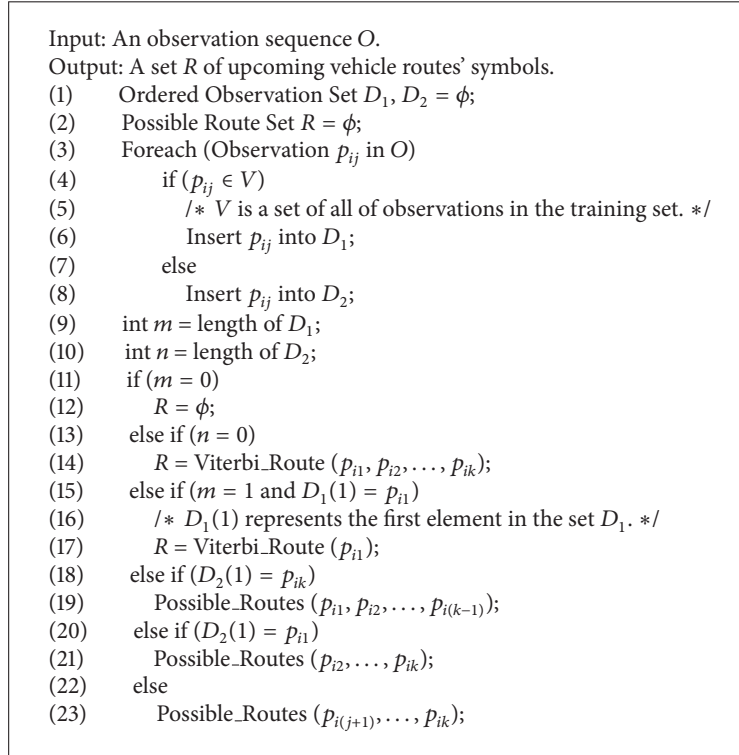 Input: An observation sequence O.
Output: A set R of upcoming vehicle routes' symbols.
(1) Ordered Observation Set D₁, D₂ = ϕ;
(2) Possible Route Set R = ϕ;
(3) Foreach (Observation pᵢⱼ in O)
(4) if (pᵢⱼ ∈ V)
(5) /* V is a set of all of observations in the training set. */
(6) Insert pᵢⱼ into D₁;
(7) else
(8) Insert pᵢⱼ into D₂;
(9) int m = length of D₁;
(10) int n = length of D₂;
(11) if (m = 0)
(12) R = ϕ;
(13) else if (n = 0)
(14) R = Viterbi_Route (pᵢ₁, pᵢ₂, . . . , pᵢₖ);
(15) else if (m = 1 and D₁(1) = pᵢ₁)
(16) /* D₁(1) represents the first element in the set D₁. */
(17) R = Viterbi_Route (pᵢ₁);
(18) else if (D₂(1) = pᵢₖ)
(19) Possible_Routes (pᵢ₁, pᵢ₂, . . . , pᵢ₍ₖ₋₁₎);
(20) else if (D₂(1) = pᵢ₁)
(21) Possible_Routes (pᵢ₂, . . . , pᵢₖ);
(22) else
(23) Possible_Routes (pᵢ₍ⱼ₊₁₎, . . . , pᵢₖ);